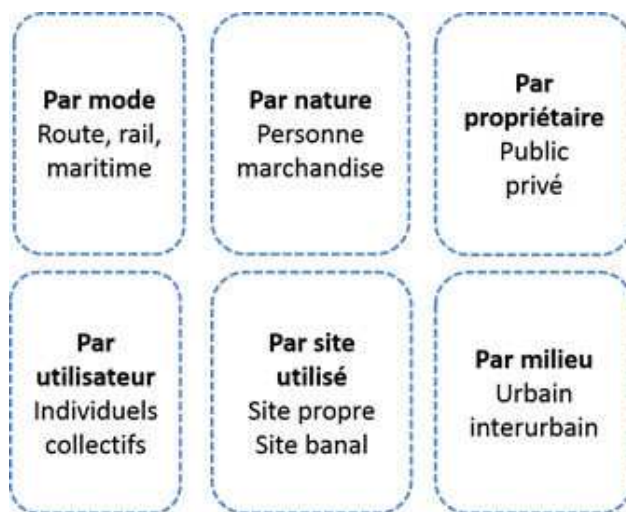 Par mode
Route, rail,
maritime
Par nature
Personne
marchandise
Par
propriétaire
Public
privé
Par
utilisateur
Individuels
collectifs
Par site
utilisé
Site propre
Site banal
Par milieu
Urbain
interurbain